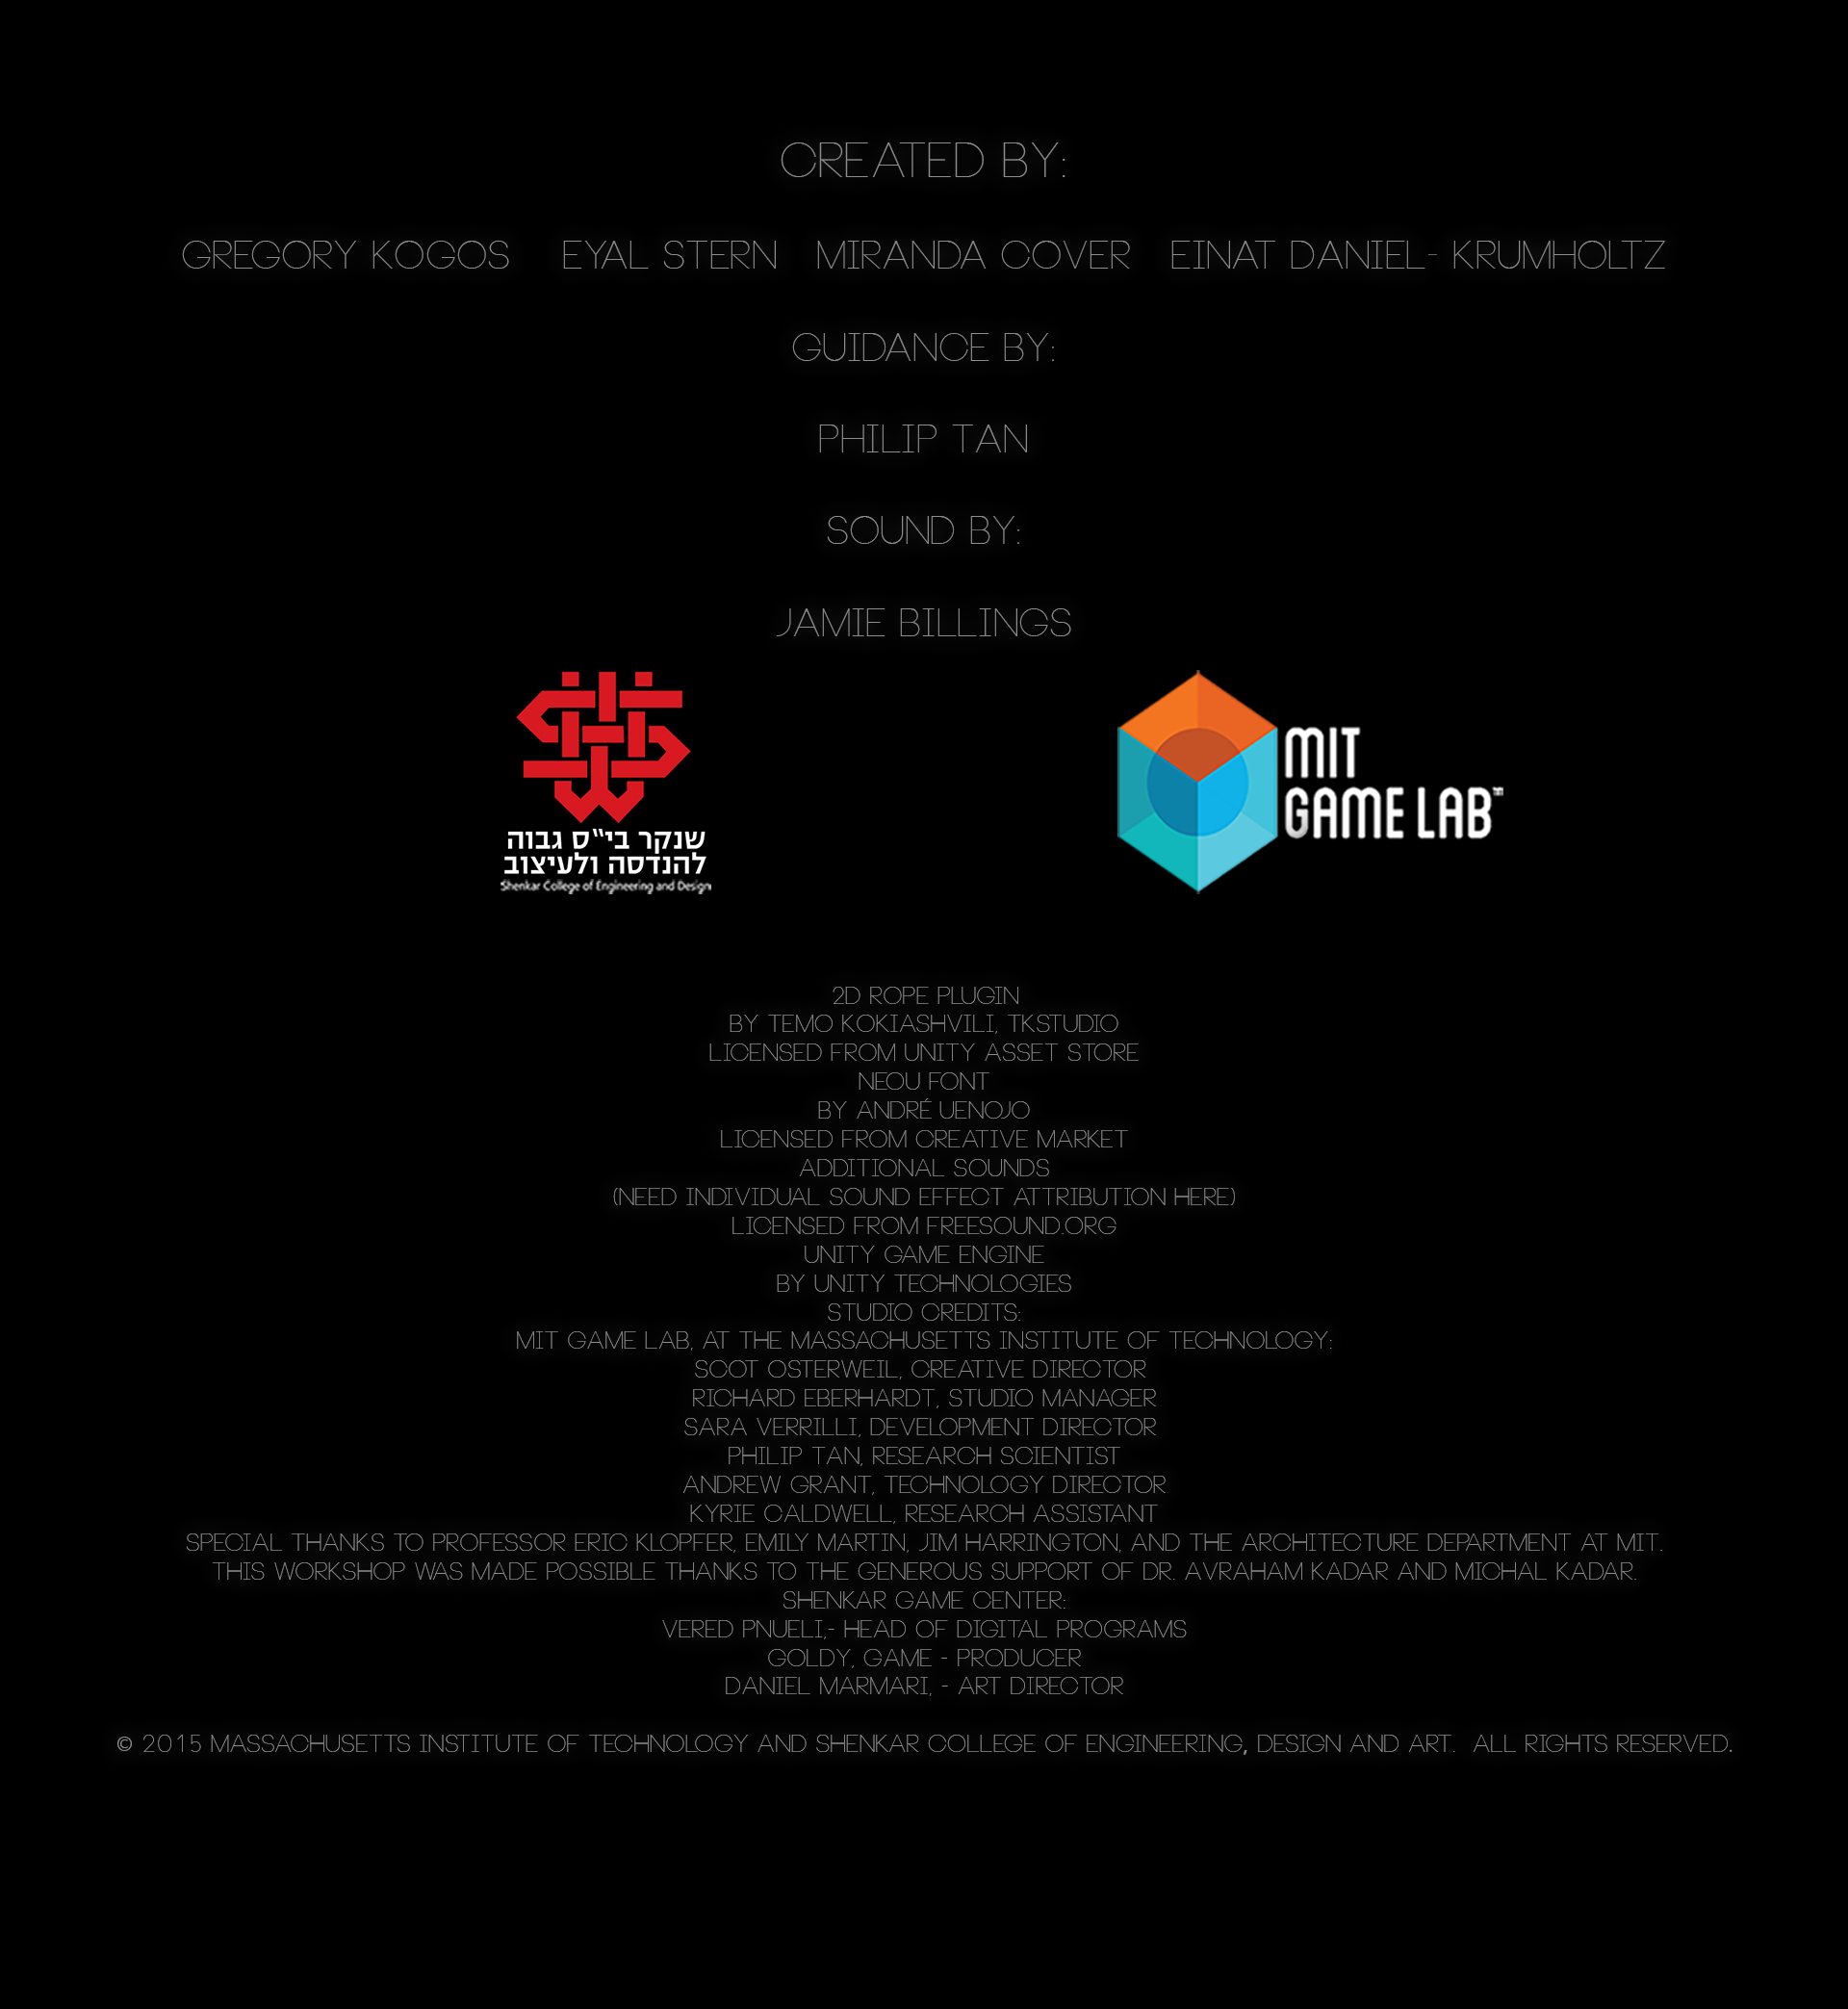 CREATED BY:
GREGORY KOGOS EYAL STERN MIRANDA COVER EINAT DANIEL- KRUMHOLTZ
GUIDANCE BY:
PHILIP TAN
SOUND BY:
JAMIE BILLINGS
שנקר בי"ס גבוה
להנדסה ולעיצוב
Shenkar College of Engineering and Design
MIT
GAME LAB™
2D ROPE PLUGIN
BY TEMO KOKIASHVILI, TKSTUDIO
LICENSED FROM UNITY ASSET STORE
NEOU FONT
BY ANDRÉ UENOJO
LICENSED FROM CREATIVE MARKET
ADDITIONAL SOUNDS
(NEED INDIVIDUAL SOUND EFFECT ATTRIBUTION HERE)
LICENSED FROM FREESOUND.ORG
UNITY GAME ENGINE
BY UNITY TECHNOLOGIES
STUDIO CREDITS:
MIT GAME LAB, AT THE MASSACHUSETTS INSTITUTE OF TECHNOLOGY:
SCOT OSTERWEIL, CREATIVE DIRECTOR
RICHARD EBERHARDT, STUDIO MANAGER
SARA VERRILLI, DEVELOPMENT DIRECTOR
PHILIP TAN, RESEARCH SCIENTIST
ANDREW GRANT, TECHNOLOGY DIRECTOR
KYRIE CALDWELL, RESEARCH ASSISTANT
SPECIAL THANKS TO PROFESSOR ERIC KLOPFER, EMILY MARTIN, JIM HARRINGTON, AND THE ARCHITECTURE DEPARTMENT AT MIT.
THIS WORKSHOP WAS MADE POSSIBLE THANKS TO THE GENEROUS SUPPORT OF DR. AVRAHAM KADAR AND MICHAL KADAR.
SHENKAR GAME CENTER:
VERED PNUELI,- HEAD OF DIGITAL PROGRAMS
GOLDY, GAME - PRODUCER
DANIEL MARMARI, - ART DIRECTOR
© 2015 MASSACHUSETTS INSTITUTE OF TECHNOLOGY AND SHENKAR COLLEGE OF ENGINEERING, DESIGN AND ART. ALL RIGHTS RESERVED.